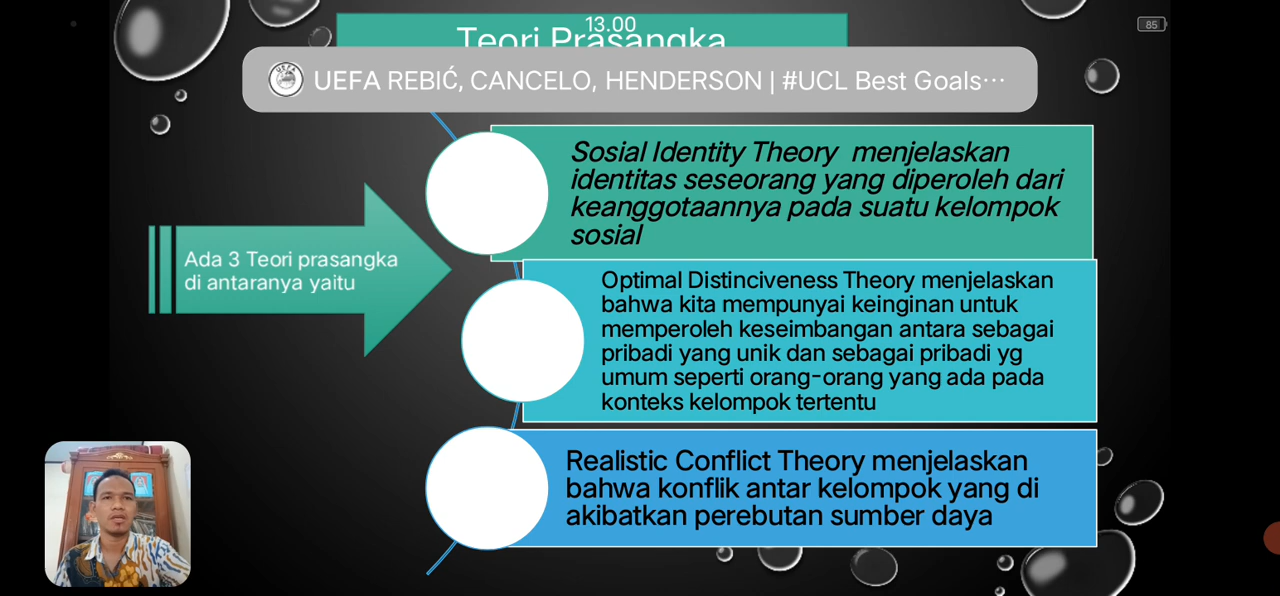 13.00
85
Teori Prasangka
UEFA REBIĆ, CANCELO, HENDERSON | #UCL Best Goals…
Ada 3 Teori prasangka
di antaranya yaitu
Sosial Identity Theory menjelaskan
identitas seseorang yang diperoleh dari
keanggotaannya pada suatu kelompok
sosial
Optimal Distinciveness Theory menjelaskan
bahwa kita mempunyai keinginan untuk
memperoleh keseimbangan antara sebagai
pribadi yang unik dan sebagai pribadi yg
umum seperti orang-orang yang ada pada
konteks kelompok tertentu
Realistic Conflict Theory menjelaskan
bahwa konflik antar kelompok yang di
akibatkan perebutan sumber daya